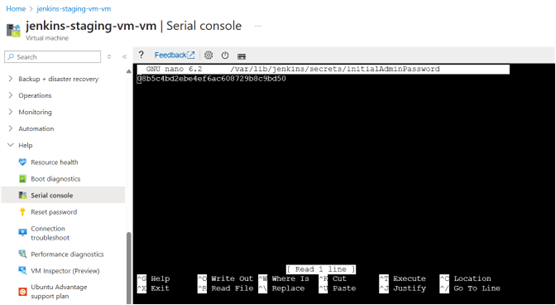 Home > jenkins-staging-vm-vm >
jenkins-staging-vm-vm | Serial console ...
Virtual machine
Search
Feedback
Backup + disaster recovery
Operations
Monitoring
Automation
Help
Resource health
Boot diagnostics
Serial console
Reset password
Connection
troubleshoot
Performance diagnostics
VM Inspector (Preview)
Ubuntu Advantage
support plan
GNU nano 6.2 /var/lib/jenkins/secrets/initialAdminPassword
d8b5c4bd2ebe4ef6ac608729b8c9bd50
[ Read 1 line ]
^G Help ^O Write Out ^W Where Is ^K Cut ^T Execute ^C Location
^X Exit ^R Read File ^\ Replace ^U Paste ^J Justify ^/ Go To Line